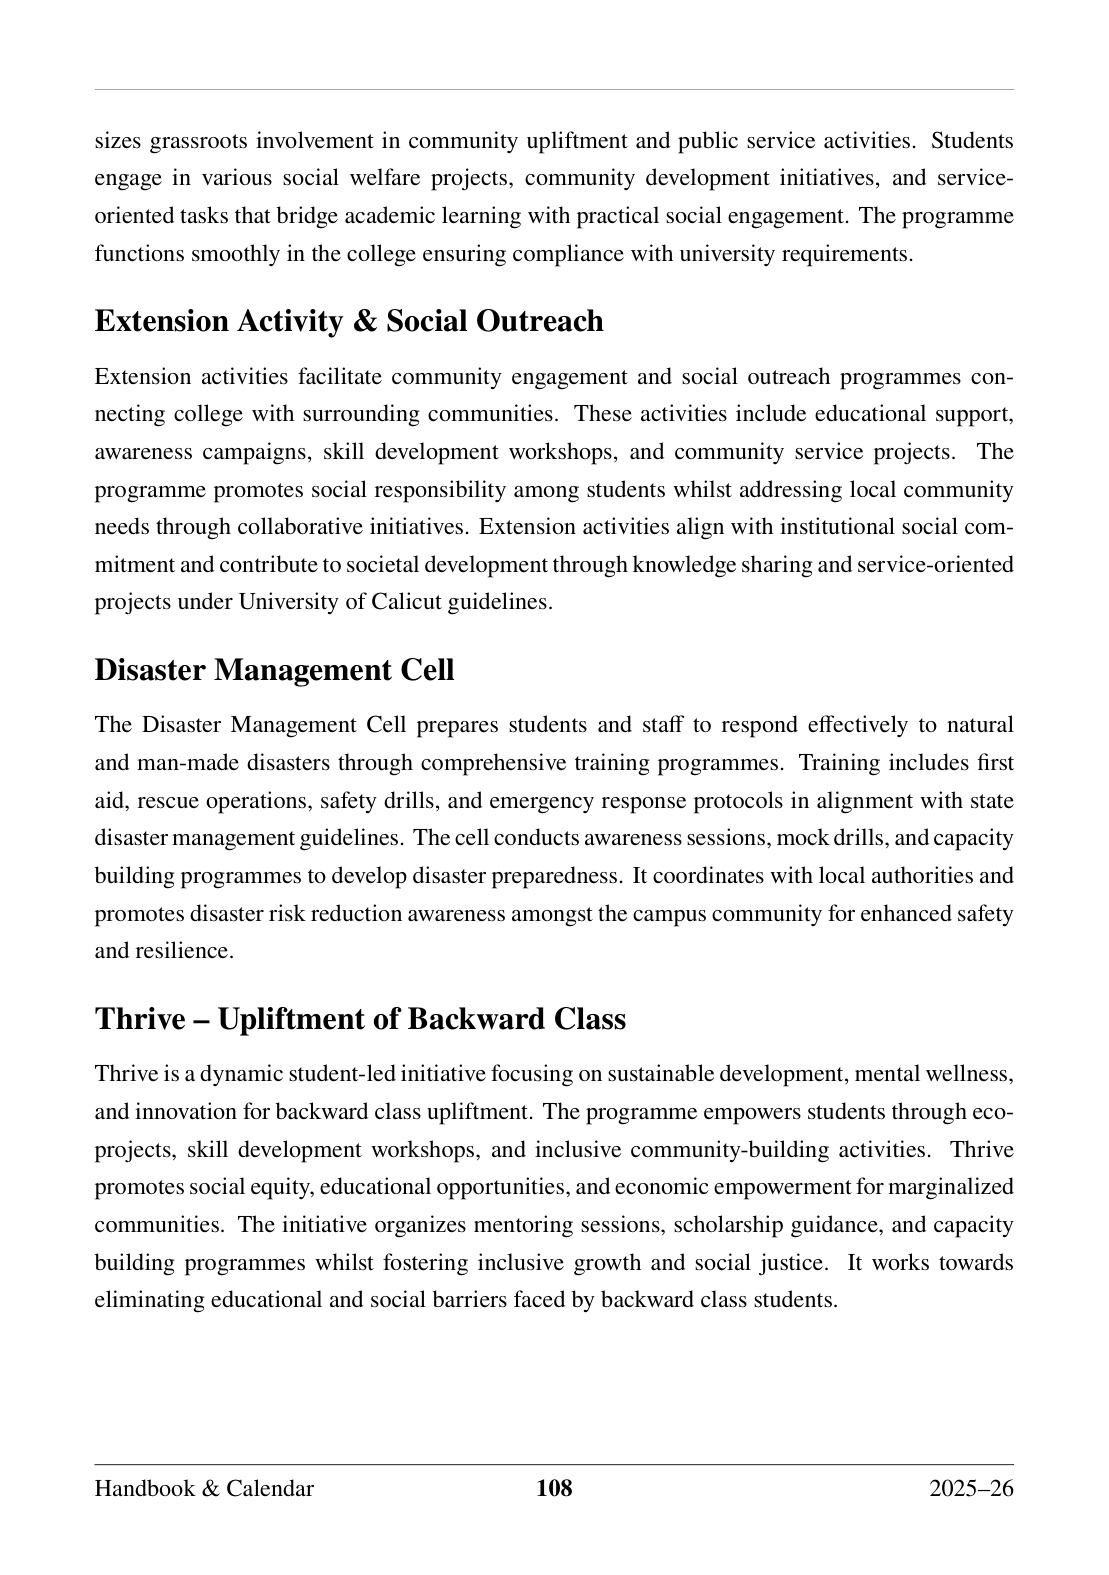 sizes grassroots involvement in community upliftment and public service activities. Students
engage in various social welfare projects, community development initiatives, and service-
oriented tasks that bridge academic learning with practical social engagement. The programme
functions smoothly in the college ensuring compliance with university requirements.
Extension Activity & Social Outreach
Extension activities facilitate community engagement and social outreach programmes con-
necting college with surrounding communities. These activities include educational support,
awareness campaigns, skill development workshops, and community service projects. The
programme promotes social responsibility among students whilst addressing local community
needs through collaborative initiatives. Extension activities align with institutional social com-
mitment and contribute to societal development through knowledge sharing and service-oriented
projects under University of Calicut guidelines.
Disaster Management Cell
The Disaster Management Cell prepares students and staff to respond effectively to natural
and man-made disasters through comprehensive training programmes. Training includes first
aid, rescue operations, safety drills, and emergency response protocols in alignment with state
disaster management guidelines. The cell conducts awareness sessions, mock drills, and capacity
building programmes to develop disaster preparedness. It coordinates with local authorities and
promotes disaster risk reduction awareness amongst the campus community for enhanced safety
and resilience.
Thrive – Upliftment of Backward Class
Thrive is a dynamic student-led initiative focusing on sustainable development, mental wellness,
and innovation for backward class upliftment. The programme empowers students through eco-
projects, skill development workshops, and inclusive community-building activities. Thrive
promotes social equity, educational opportunities, and economic empowerment for marginalized
communities. The initiative organizes mentoring sessions, scholarship guidance, and capacity
building programmes whilst fostering inclusive growth and social justice. It works towards
eliminating educational and social barriers faced by backward class students.
Handbook & Calendar 108 2025–26